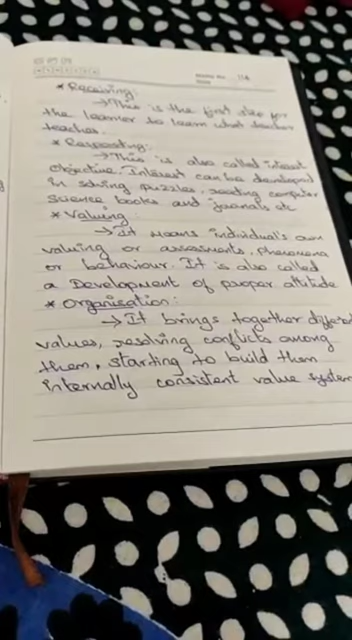 * Receiving:
→ This is the first step for
the learner to learn what teacher
teaches.
* Responding:
→ This is also called interest
objective. Interest can be developed
in solving puzzles, reading computer
science books and journals etc
* Valuing:
→ It means individual's own
valuing or assessments, phenomena
or behaviour. It is also called
a Development of proper attitude
* Organisation:
→ It brings together different
values, resolving conflicts among
them, starting to build them
internally consistent value system